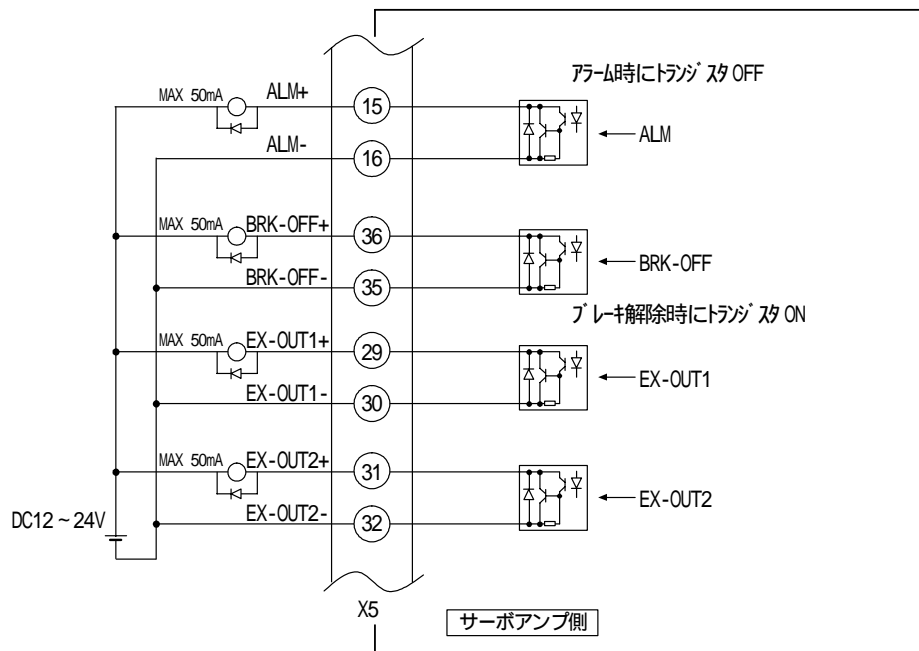 アラーム時にトランジスタ OFF
MAX 50mA
ALM+
15
ALM
ALM-
16
MAX 50mA
BRK-OFF+
36
BRK-OFF
BRK-OFF-
35
ブレーキ解除時にトランジスタ ON
MAX 50mA
EX-OUT1+
29
EX-OUT1
EX-OUT1-
30
MAX 50mA
EX-OUT2+
31
EX-OUT2
EX-OUT2-
32
DC12~24V
X5
サーボアンプ側